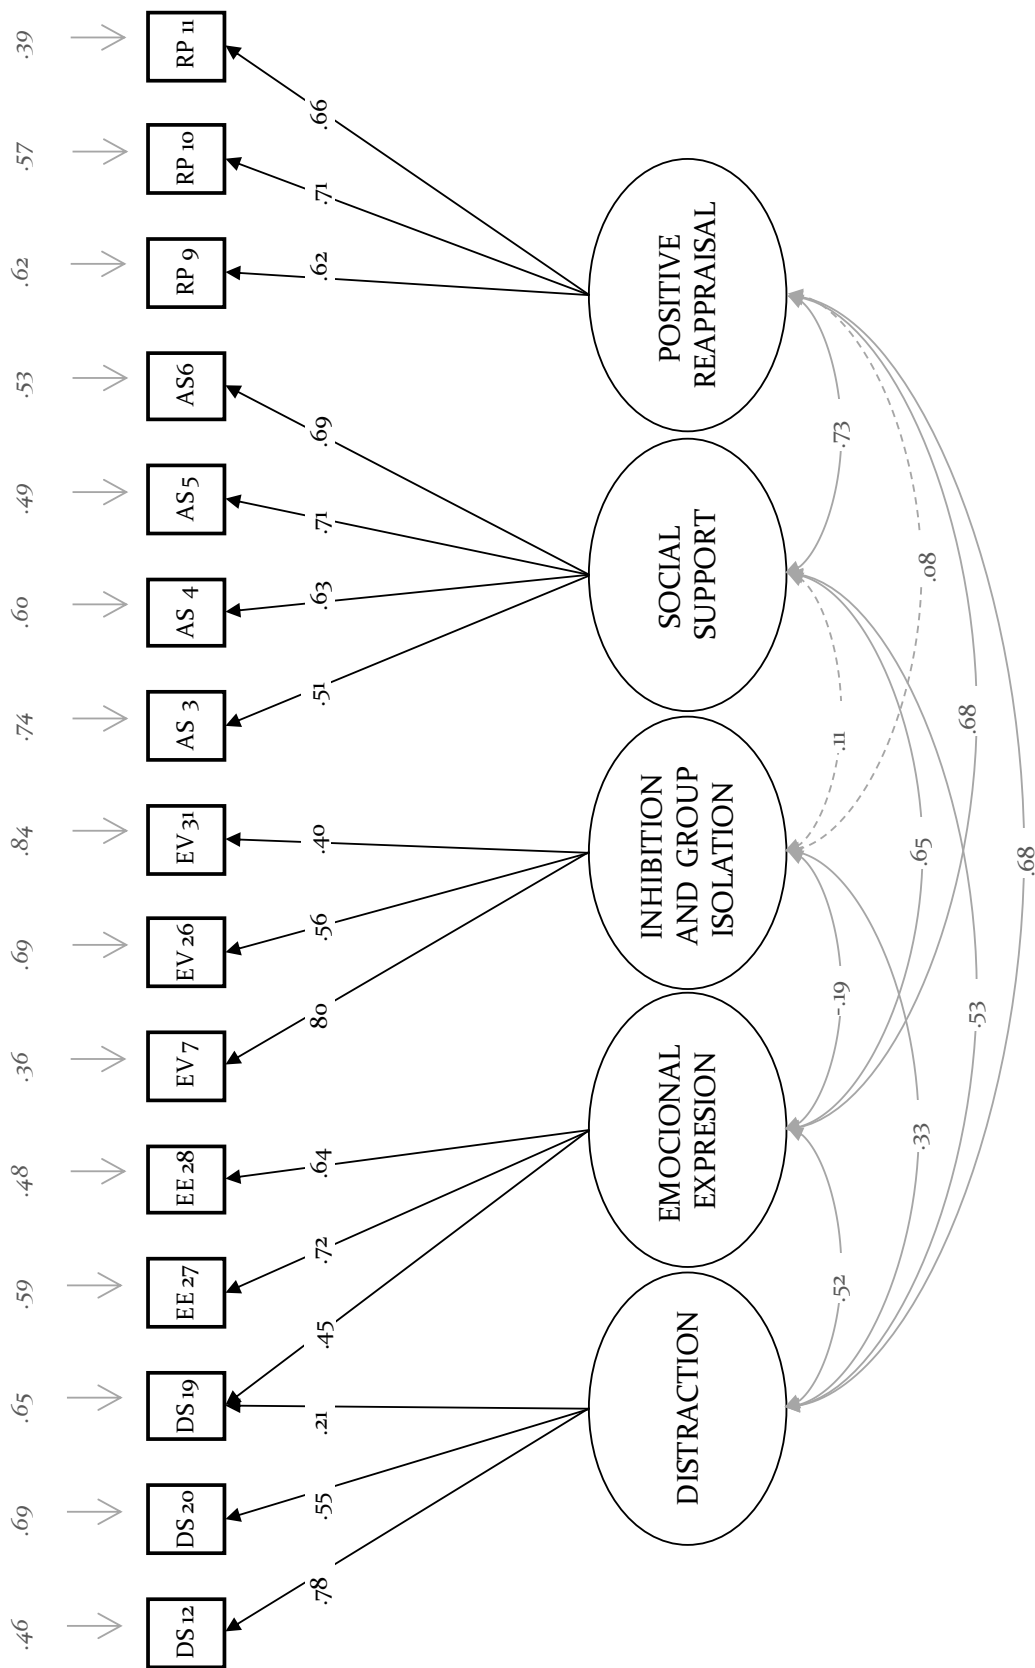 .46 .69 .65 .59 .48 .36 .69 .84 .74 .60 .49 .53 .62 .57 .39
DS 12 DS 20 DS 19 EE 27 EE 28 EV 7 EV 26 EV 31 AS 3 AS 4 AS 5 AS6 RP 9 RP 10 RP 11
.78 .55 .21 .45 .72 .64 80 .56 .40 .51 .63 .71 .69 .62 .71 .66
DISTRACTION
EMOCIONAL
EXPRESION
INHIBITION
AND GROUP
ISOLATION
SOCIAL
SUPPORT
POSITIVE
REAPPRAISAL
.52 -.19 .11 .73
.33 .65 .08
.53 .68
.68